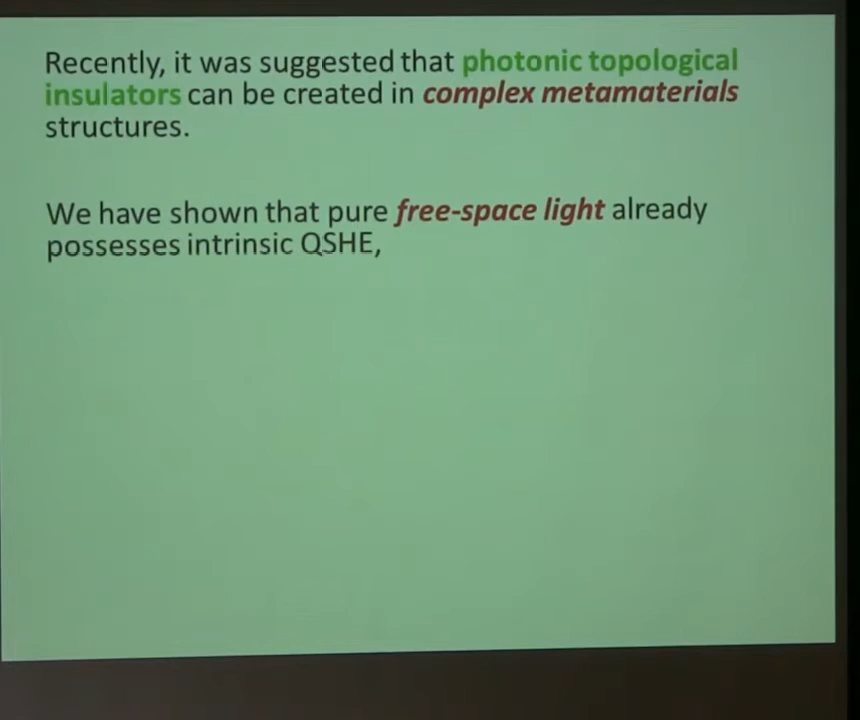 Recently, it was suggested that photonic topological
insulators can be created in complex metamaterials
structures.
We have shown that pure free-space light already
possesses intrinsic QSHE,